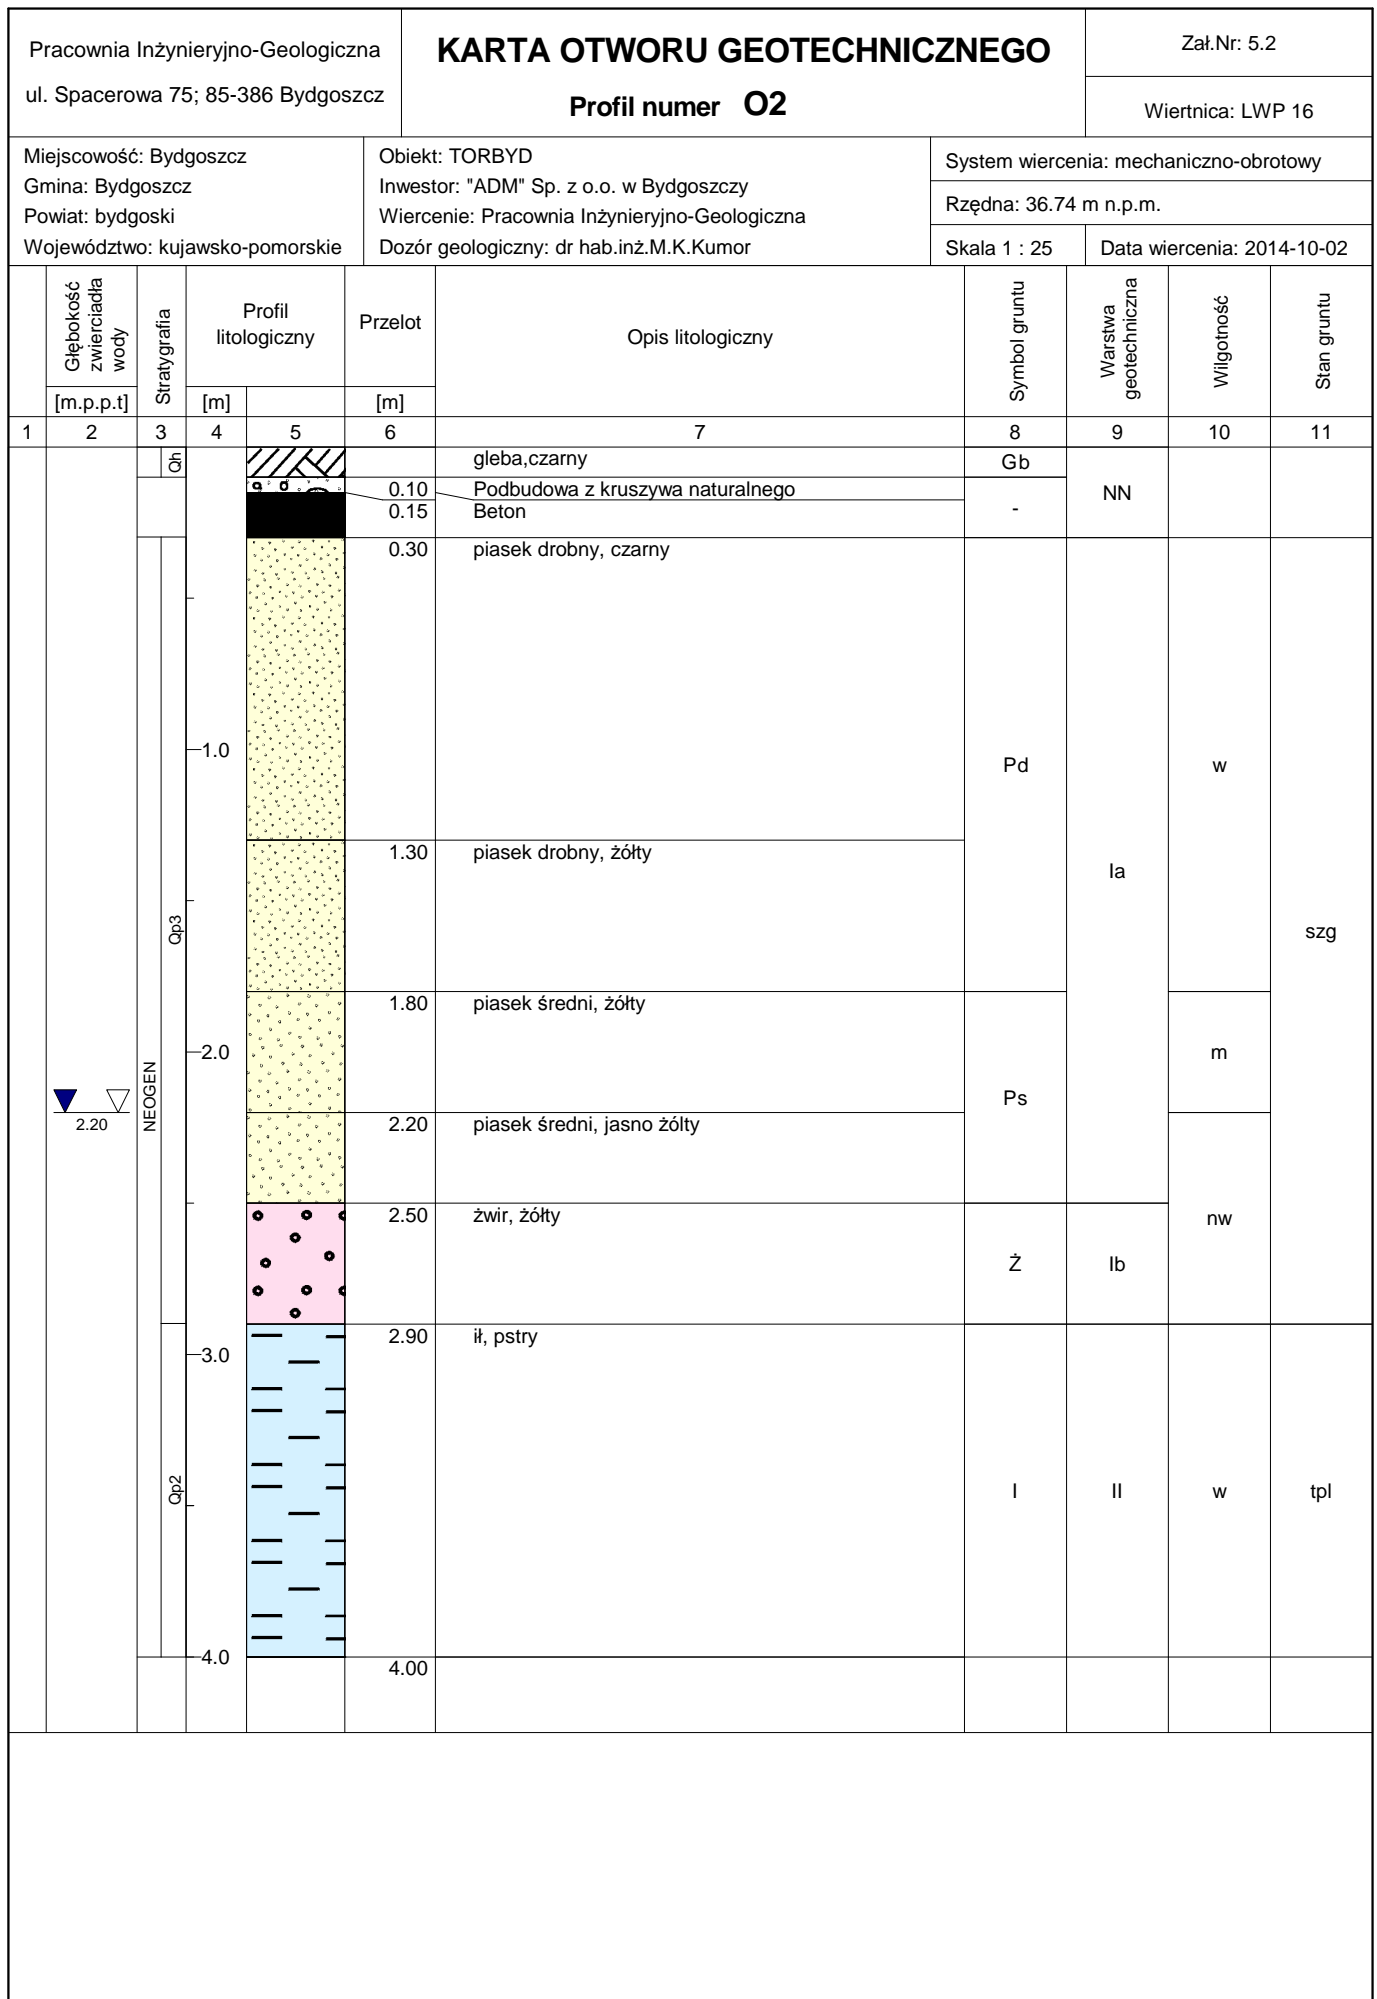 Pracownia Inżynieryjno-Geologiczna
ul. Spacerowa 75; 85-386 Bydgoszcz
KARTA OTWORU GEOTECHNICZNEGO
Profil numer O2
Zał.Nr: 5.2
Wiertnica: LWP 16
Miejscowość: Bydgoszcz
Gmina: Bydgoszcz
Powiat: bydgoski
Województwo: kujawsko-pomorskie
Obiekt: TORBYD
Inwestor: "ADM" Sp. z o.o. w Bydgoszczy
Wiercenie: Pracownia Inżynieryjno-Geologiczna
Dozór geologiczny: dr hab.inż.M.K.Kumor
System wiercenia: mechaniczno-obrotowy
Rzędna: 36.74 m n.p.m.
Skala 1 : 25
Data wiercenia: 2014-10-02
Głębokość
zwierciadła
wody
[m.p.p.t]
Stratygrafia
Profil
litologiczny
[m]
Przelot
[m]
Opis litologiczny
Symbol gruntu
Warstwa
geotechniczna
Wilgotność
Stan gruntu
1 2 3 4 5 6 7 8 9 10 11
Qh
gleba,czarny
Gb
0.10 Podbudowa z kruszywa naturalnego
NN
0.15 Beton
-
0.30 piasek drobny, czarny
1.0
Pd
w
1.30 piasek drobny, żółty
Ia
Qp3
szg
1.80 piasek średni, żółty
2.0
m
NEOGEN
Ps
2.20
2.20 piasek średni, jasno żólty
2.50 żwir, żółty
nw
Ż
Ib
2.90 ił, pstry
3.0
Qp2
I
II
w
tpl
4.0
4.00